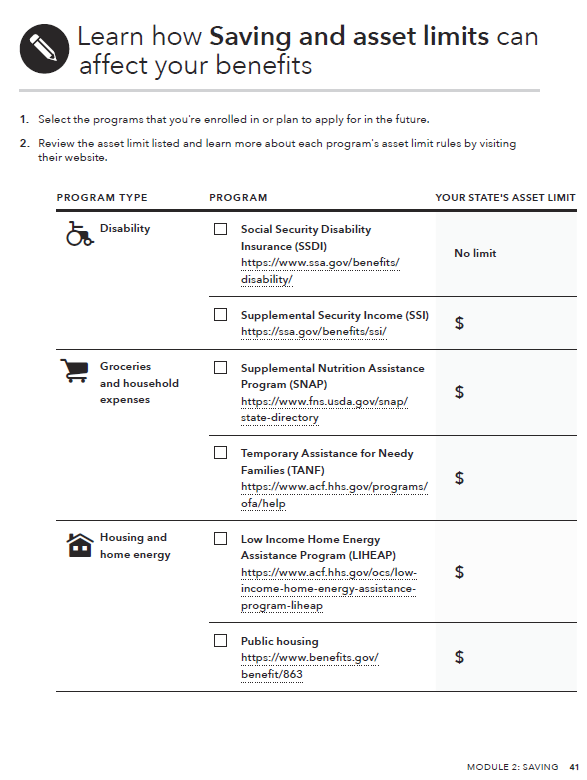 Learn how Saving and asset limits can
affect your benefits
1. Select the programs that you're enrolled in or plan to apply for in the future.
2. Review the asset limit listed and learn more about each program's asset limit rules by visiting
their website.
PROGRAM TYPE PROGRAM YOUR STATE'S ASSET LIMIT
Disability
Social Security Disability
Insurance (SSDI)
https://www.ssa.gov/benefits/
disability/
No limit
Supplemental Security Income (SSI)
https://ssa.gov/benefits/ssi/
$
Groceries
and household
expenses
Supplemental Nutrition Assistance
Program (SNAP)
https://www.fns.usda.gov/snap/
state-directory
$
Temporary Assistance for Needy
Families (TANF)
https://www.acf.hhs.gov/programs/
ofa/help
$
Housing and
home energy
Low Income Home Energy
Assistance Program (LIHEAP)
https://www.acf.hhs.gov/ocs/low-
income-home-energy-assistance-
program-liheap
$
Public housing
https://www.benefits.gov/
benefit/863
$
MODULE 2: SAVING 41